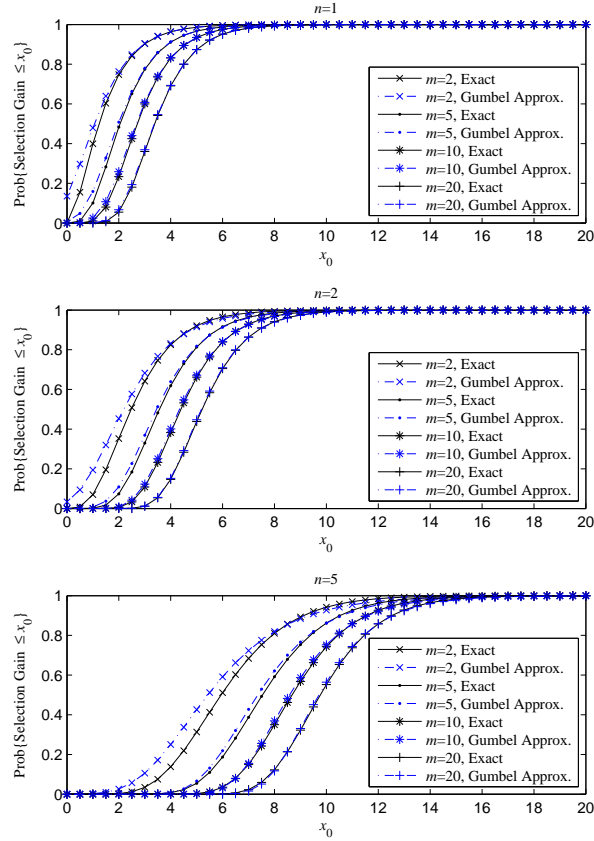 n=1
Prob{Selection Gain ≤ x0}
1
0.8
0.6
0.4
0.2
0
0 2 4 6 8 10 12 14 16 18 20
x0
m=2, Exact
m=2, Gumbel Approx.
m=5, Exact
m=5, Gumbel Approx.
m=10, Exact
m=10, Gumbel Approx.
m=20, Exact
m=20, Gumbel Approx.
n=2
Prob{Selection Gain ≤ x0}
1
0.8
0.6
0.4
0.2
0
0 2 4 6 8 10 12 14 16 18 20
x0
m=2, Exact
m=2, Gumbel Approx.
m=5, Exact
m=5, Gumbel Approx.
m=10, Exact
m=10, Gumbel Approx.
m=20, Exact
m=20, Gumbel Approx.
n=5
Prob{Selection Gain ≤ x0}
1
0.8
0.6
0.4
0.2
0
0 2 4 6 8 10 12 14 16 18 20
x0
m=2, Exact
m=2, Gumbel Approx.
m=5, Exact
m=5, Gumbel Approx.
m=10, Exact
m=10, Gumbel Approx.
m=20, Exact
m=20, Gumbel Approx.